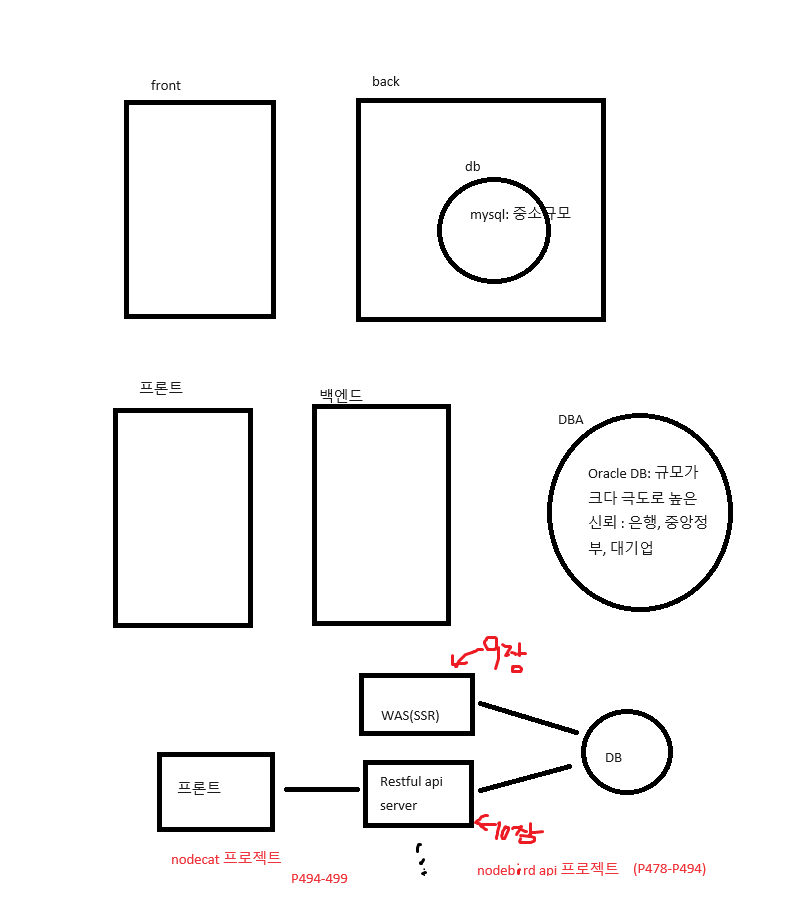 front
back
db
mysql: 중소규모
프론트
백엔드
DBA
Oracle DB: 규모가
크다 극도로 높은
신뢰 : 은행, 중앙정
부, 대기업
9장
WAS(SSR)
DB
프론트
Restful api
server
10장
nodecat 프로젝트
P494-499
nodebird api 프로젝트 (P478-P494)